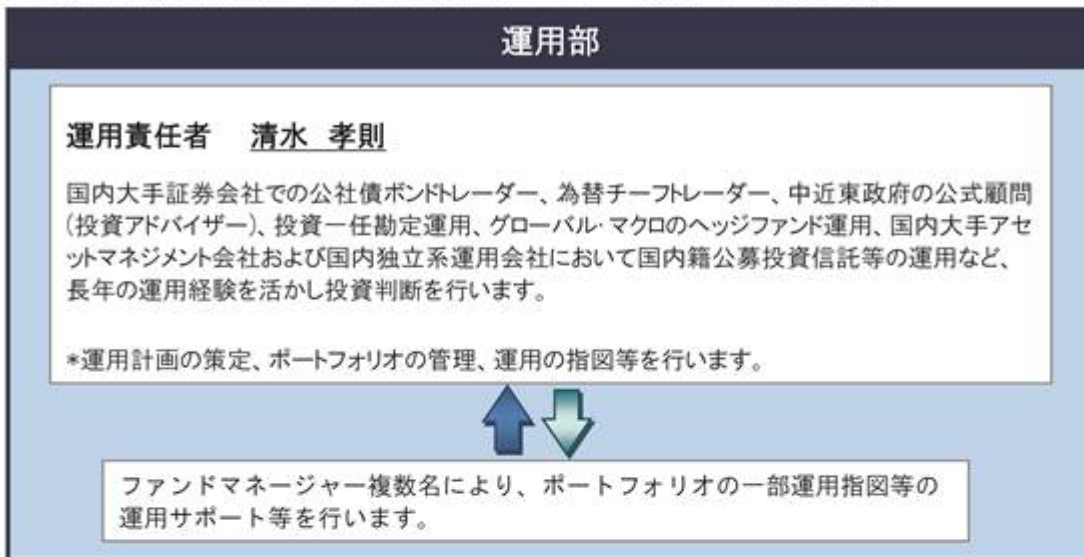 運用部
運用責任者　清水　孝則
国内大手証券会社での公社債ボンドトレーダー、為替チーフトレーダー、中近東政府の公式顧問
(投資アドバイザー)、投資一任勘定運用、グローバル・マクロのヘッジファンド運用、国内大手アセ
ットマネジメント会社および国内独立系運用会社において国内籍公募投資信託等の運用など、
長年の運用経験を活かし投資判断を行います。
*運用計画の策定、ポートフォリオの管理、運用の指図等を行います。
ファンドマネージャー複数名により、ポートフォリオの一部運用指図等の
運用サポート等を行います。